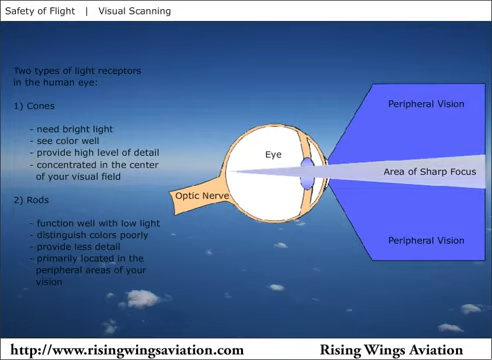 Safety of Flight | Visual Scanning
Two types of light receptors
in the human eye:
1) Cones
- need bright light
- see color well
- provide high level of detail
- concentrated in the center
of your visual field
2) Rods
- function well with low light
- distinguish colors poorly
- provide less detail
- primarily located in the
peripheral areas of your
vision
Optic Nerve
Eye
Peripheral Vision
Area of Sharp Focus
Peripheral Vision
http://www.risingwingsaviation.com
Rising Wings Aviation